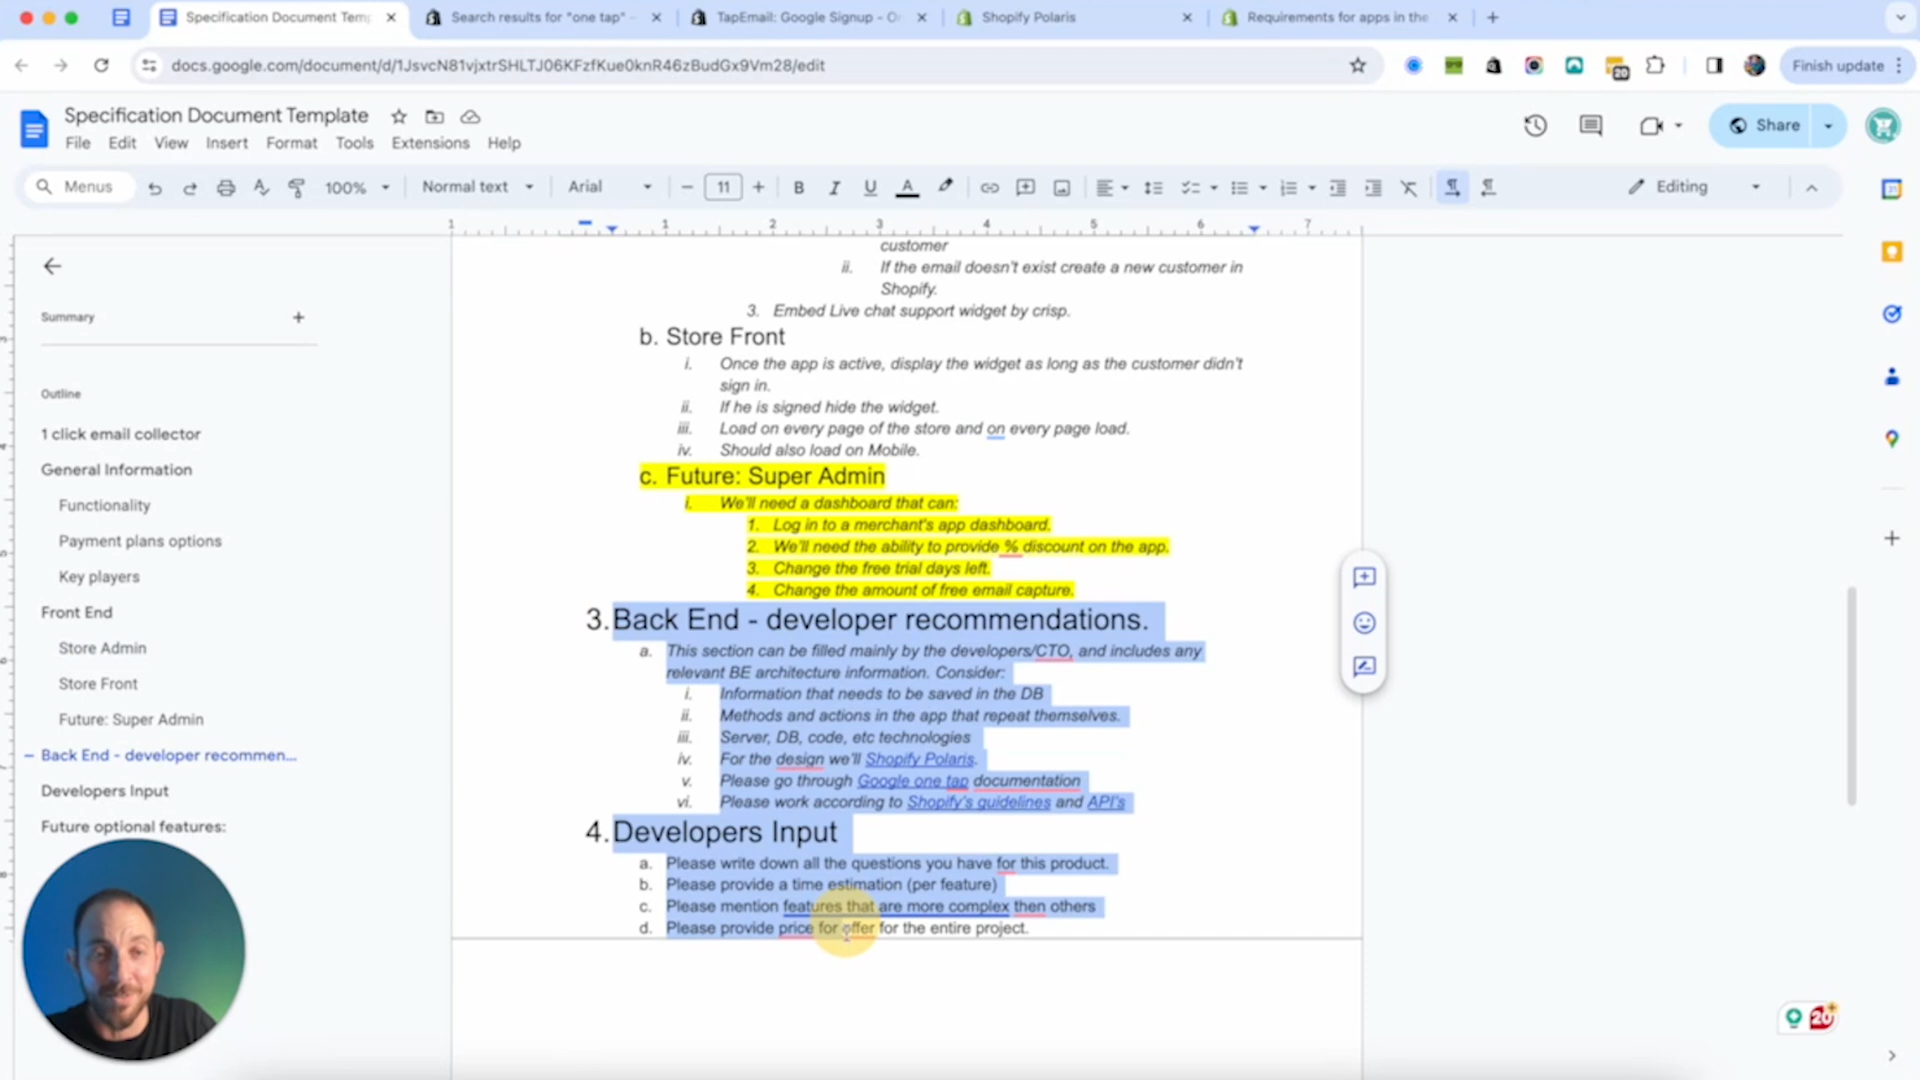 Specification Document Temp
Search results for "one tap" -
TapEmail: Google Signup - On
Shopify Polaris
Requirements for apps in the
docs.google.com/document/d/1JsvcN81vjxtrSHLTJ06KFzfKue0knR46zBudGx9Vm28/edit
20
Finish update
Specification Document Template
File Edit View Insert Format Tools Extensions Help
Share
Menus
100%
Normal text
Arial
11
B I U A
Editing
1 1 2 3 4 5 6 7
Summary
Outline
1 click email collector
General Information
Functionality
Payment plans options
Key players
Front End
Store Admin
Store Front
Future: Super Admin
Back End - developer recommen...
Developers Input
Future optional features:
customer
ii. If the email doesn't exist create a new customer in
Shopify.
3. Embed Live chat support widget by crisp.
b. Store Front
i. Once the app is active, display the widget as long as the customer didn't
sign in.
ii. If he is signed hide the widget.
iii. Load on every page of the store and on every page load.
iv. Should also load on Mobile.
c. Future: Super Admin
i. We'll need a dashboard that can:
1. Log in to a merchant's app dashboard.
2. We'll need the ability to provide % discount on the app.
3. Change the free trial days left.
4. Change the amount of free email capture.
3. Back End - developer recommendations.
a. This section can be filled mainly by the developers/CTO, and includes any
relevant BE architecture information. Consider:
i. Information that needs to be saved in the DB
ii. Methods and actions in the app that repeat themselves.
iii. Server, DB, code, etc technologies
iv. For the design we'll Shopify Polaris.
v. Please go through Google one tap documentation
vi. Please work according to Shopify's guidelines and API's
4. Developers Input
a. Please write down all the questions you have for this product.
b. Please provide a time estimation (per feature)
c. Please mention features that are more complex then others
d. Please provide price for offer for the entire project.
20